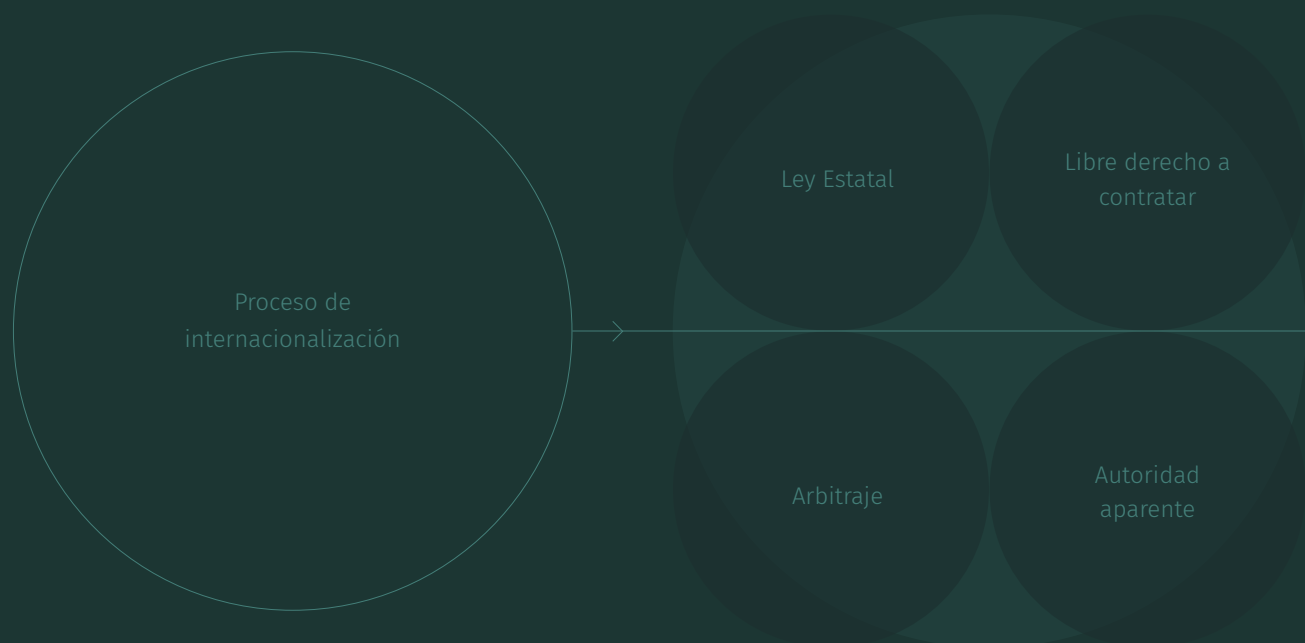 Proceso de
internacionalización
Ley Estatal
Libre derecho a
contratar
Arbitraje
Autoridad
aparente